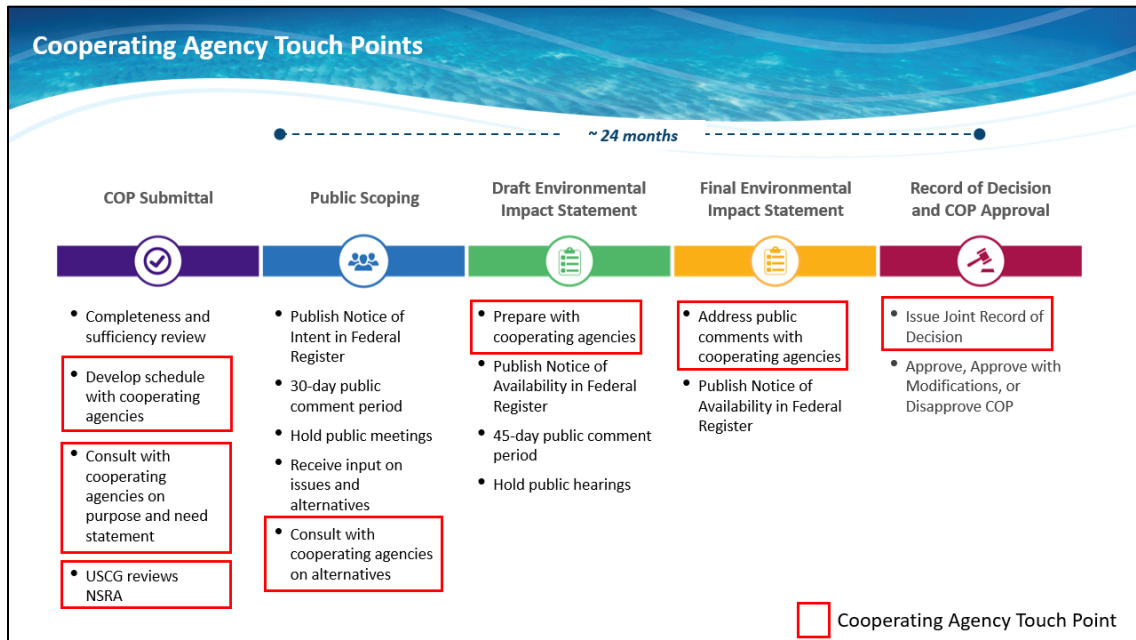 Cooperating Agency Touch Points
~ 24 months
COP Submittal
• Completeness and
sufficiency review
• Develop schedule
with cooperating
agencies
• Consult with
cooperating
agencies on
purpose and need
statement
• USCG reviews
NSRA
Public Scoping
• Publish Notice of
Intent in Federal
Register
• 30-day public
comment period
• Hold public meetings
• Receive input on
issues and
alternatives
• Consult with
cooperating agencies
on alternatives
Draft Environmental
Impact Statement
• Prepare with
cooperating agencies
• Publish Notice of
Availability in Federal
Register
• 45-day public comment
period
• Hold public hearings
Final Environmental
Impact Statement
• Address public
comments with
cooperating agencies
• Publish Notice of
Availability in Federal
Register
Record of Decision
and COP Approval
• Issue Joint Record of
Decision
• Approve, Approve with
Modifications, or
Disapprove COP
Cooperating Agency Touch Point